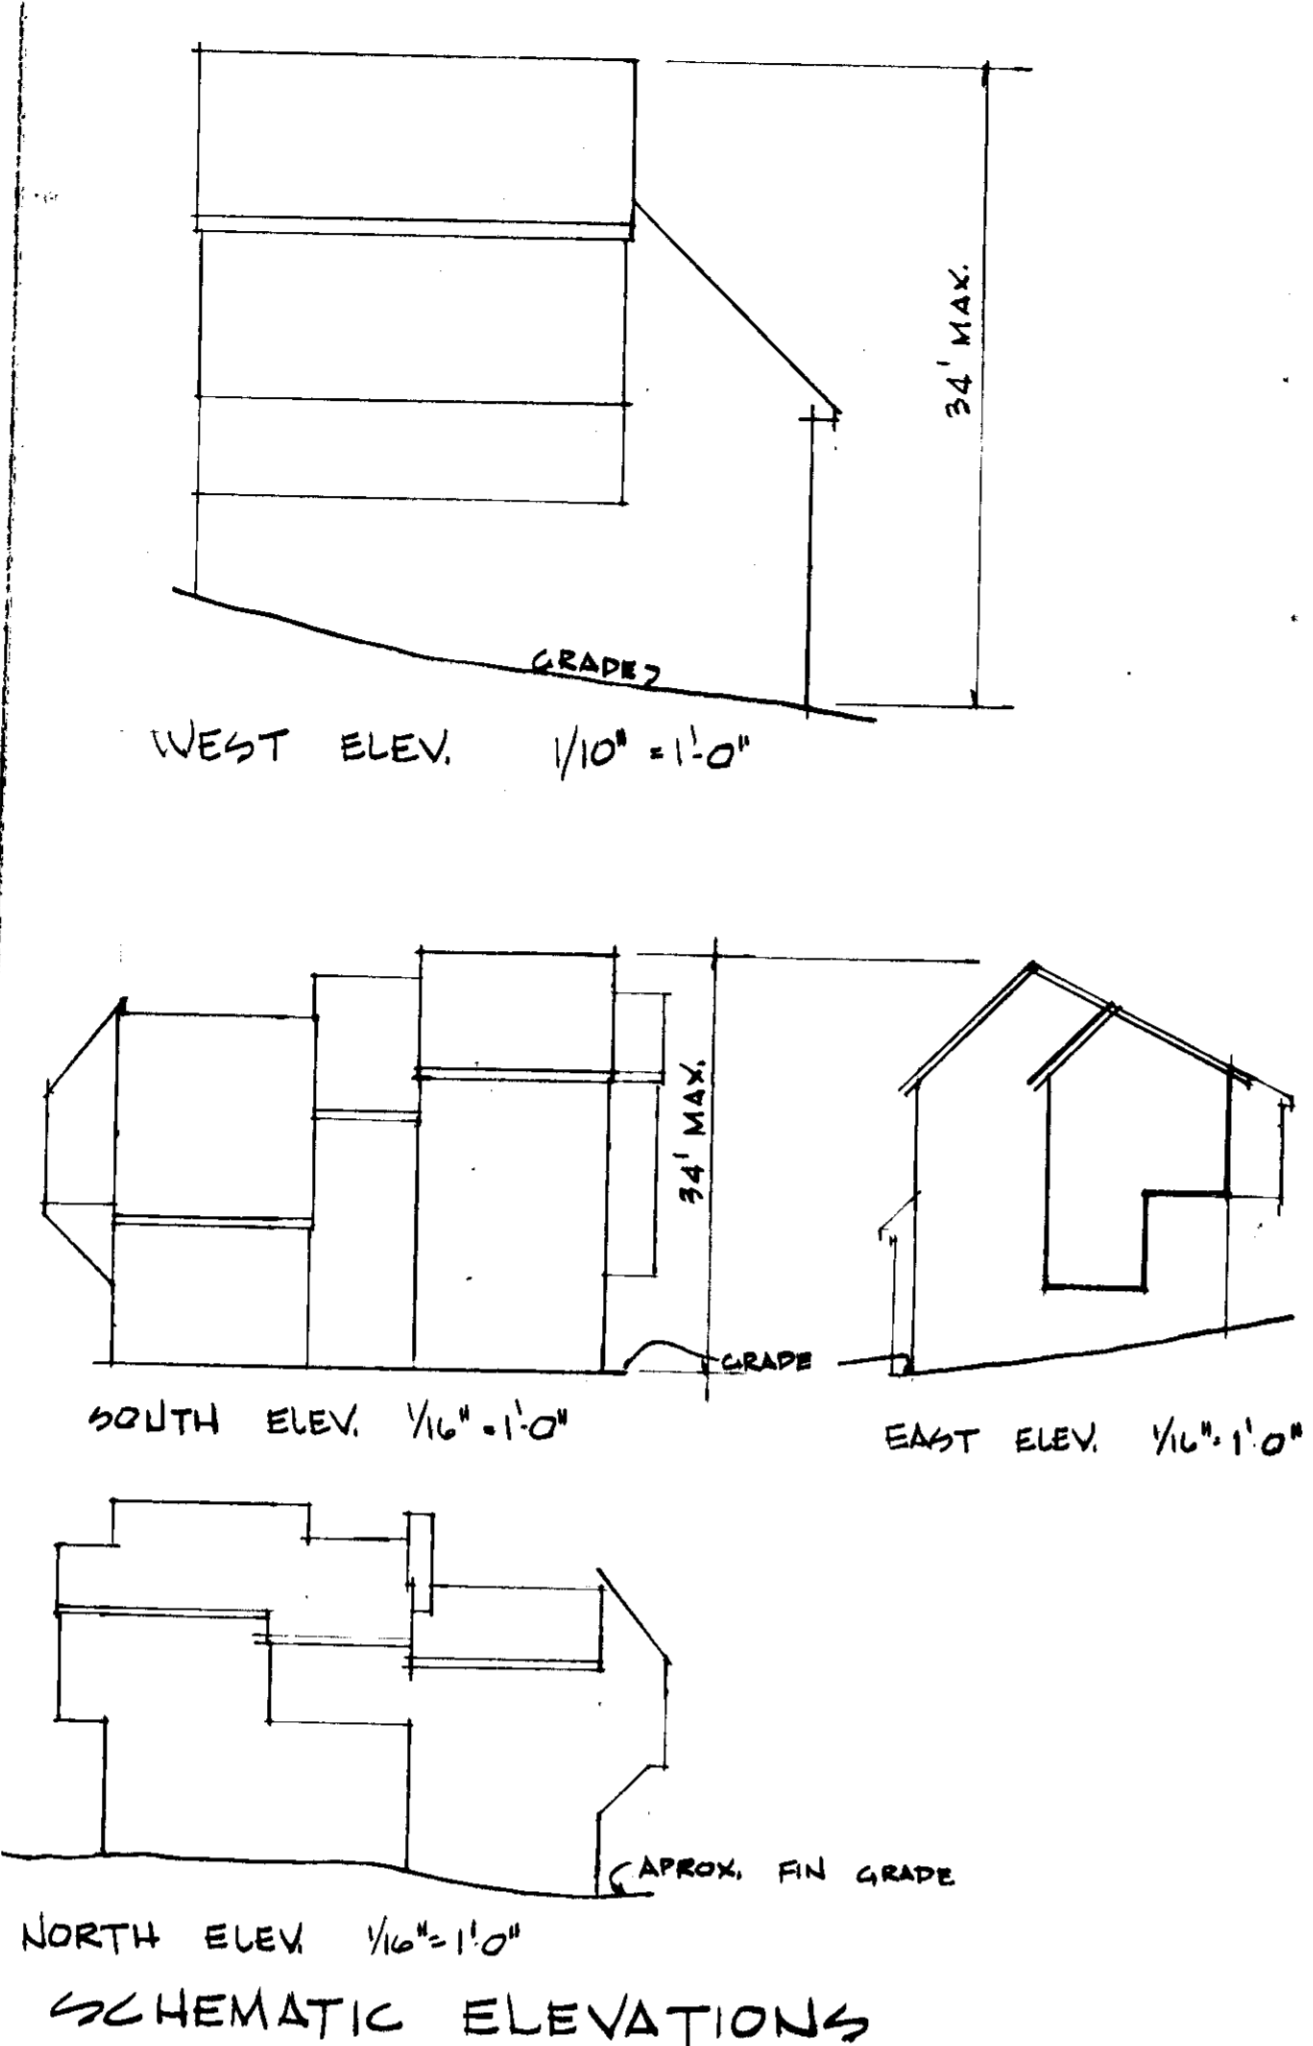 34' MAX.
GRADE
WEST ELEV. 1/10" = 1'-0"
34' MAX.
GRADE
SOUTH ELEV. 1/16" = 1'-0"
EAST ELEV. 1/16" = 1'-0"
APROX. FIN GRADE
NORTH ELEV. 1/16" = 1'-0"
SCHEMATIC ELEVATIONS